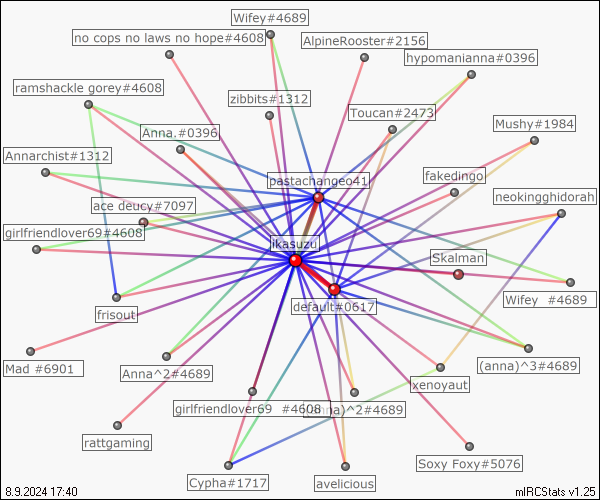 Wifey#4689
no cops no laws no hope#4608
AlpineRooster#2156
hypomanianna#0396
ramshackle gorey#4608
zibbits#1312
Toucan#2473
Mushy#1984
Anna.#0396
Annarchist#1312
pastachangeo41
fakedingo
neokingghidorah
ace deucy#7097
girlfriendlover69#4608
ikasuzu
Skalman
Wifey #4689
default#0617
frisout
Mad #6901
Anna^2#4689
(anna)^3#4689
xenoyaut
girlfriendlover69 #4608
)^2#4689
rattgaming
Soxy Foxy#5076
Cypha#1717
avelicious
8.9.2024 17:40
mIRCStats v1.25